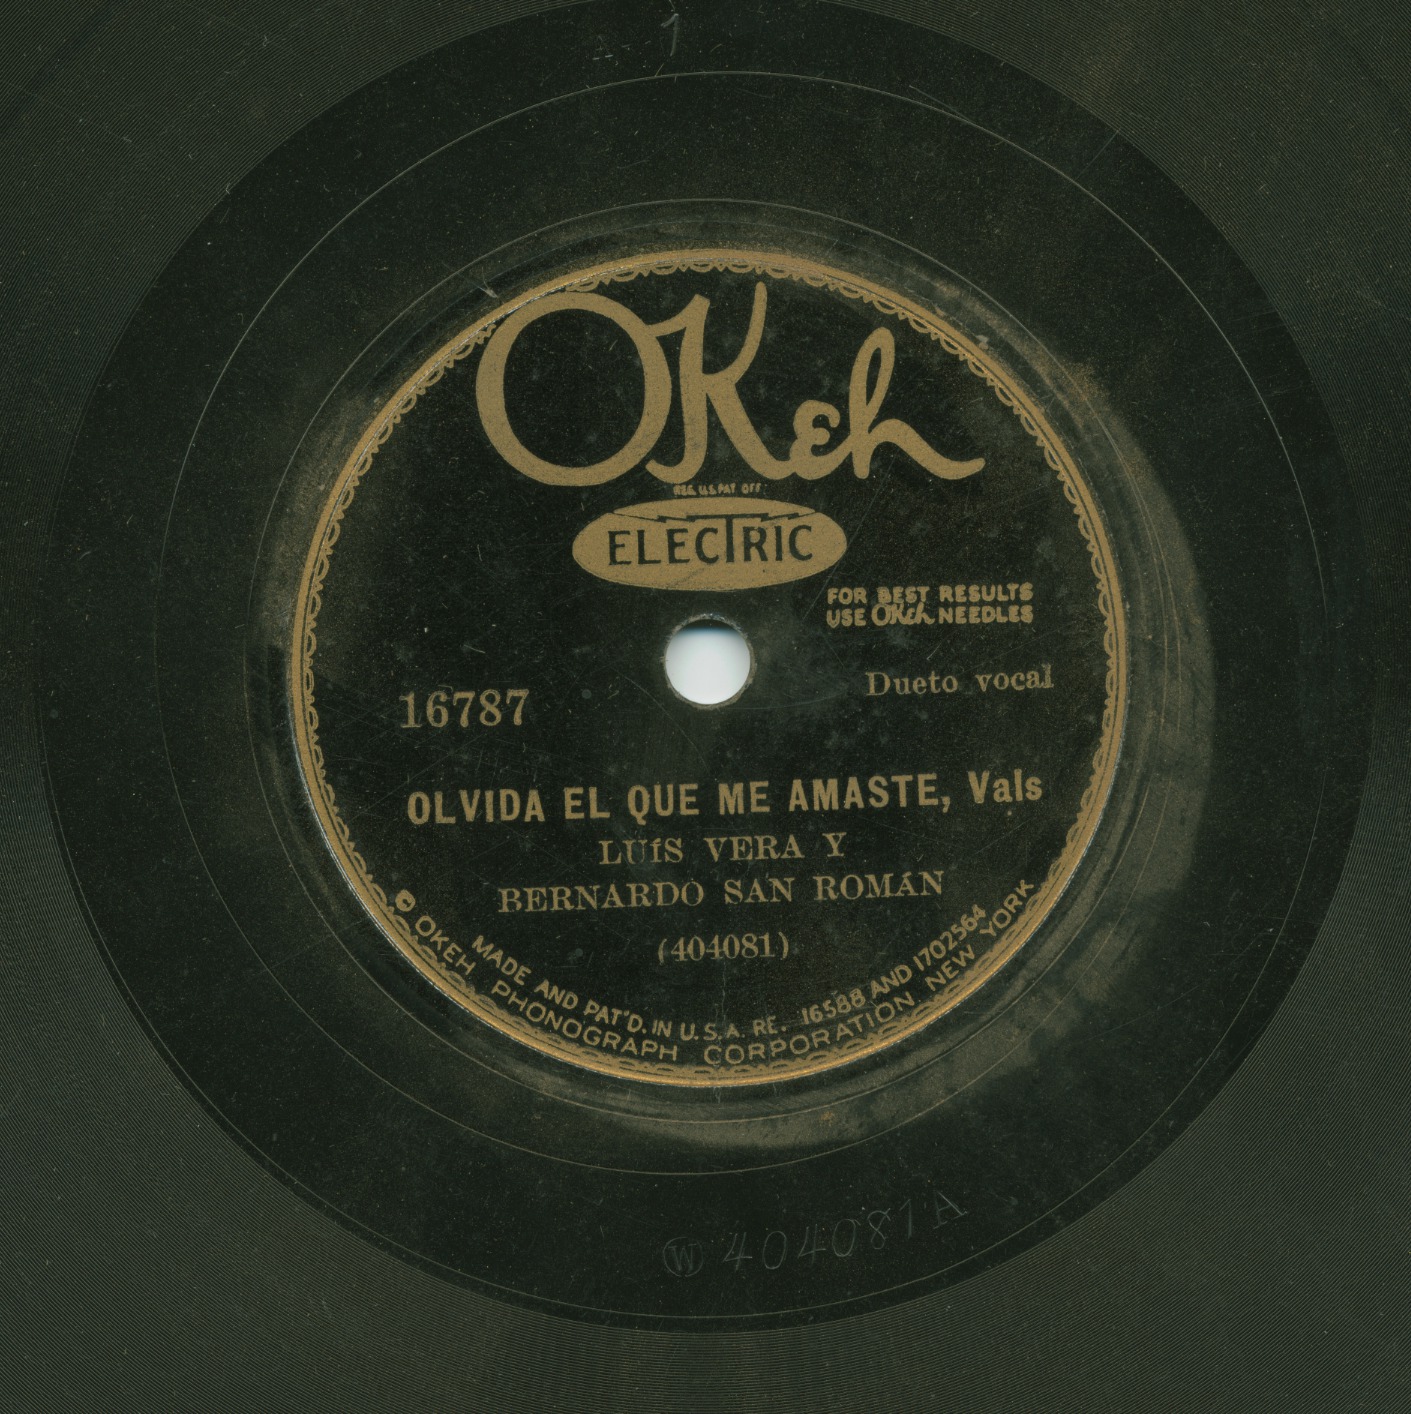 A-1
OKeh
REG. U.S. PAT. OFF.
ELECTRIC
FOR BEST RESULTS
USE OKeh NEEDLES
Dueto vocal
16787
OLVIDA EL QUE ME AMASTE, Vals
LUíS VERA Y
BERNARDO SAN ROMÁN
(404081)
MADE AND PAT'D. IN U.S.A. RE. 16588 AND 1702564
© OKEH PHONOGRAPH CORPORATION NEW YORK
W 404081A